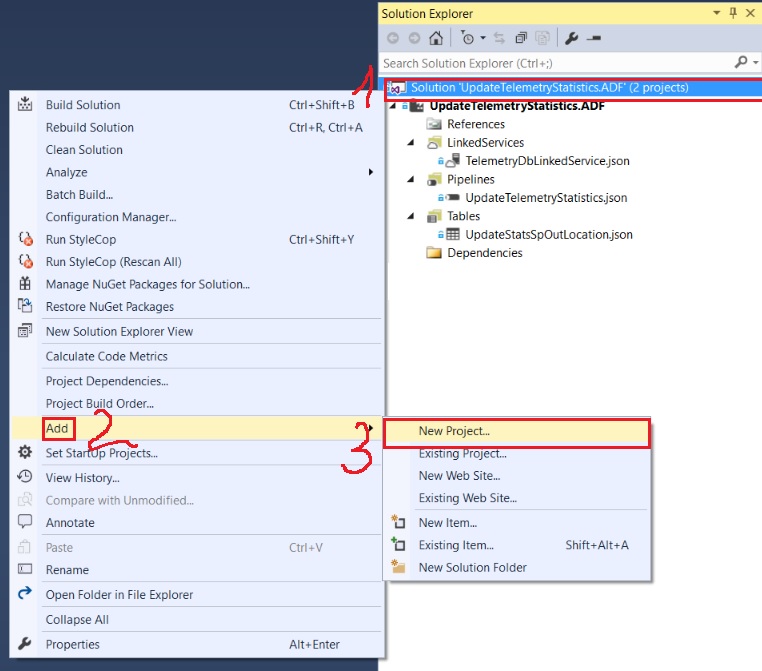 Solution Explorer
Search Solution Explorer (Ctrl+;)
1
Solution 'UpdateTelemetryStatistics.ADF' (2 projects)
UpdateTelemetryStatistics.ADF
References
LinkedServices
TelemetryDbLinkedService.json
Pipelines
UpdateTelemetryStatistics.json
Tables
UpdateStatsSpOutLocation.json
Dependencies
Build Solution Ctrl+Shift+B
Rebuild Solution Ctrl+R, Ctrl+A
Clean Solution
Analyze
Batch Build...
Configuration Manager...
Run StyleCop Ctrl+Shift+Y
Run StyleCop (Rescan All)
Manage NuGet Packages for Solution...
Restore NuGet Packages
New Solution Explorer View
Calculate Code Metrics
Project Dependencies...
Project Build Order...
Add
2
Set StartUp Projects...
View History...
Compare with Unmodified...
Annotate
Paste Ctrl+V
Rename
Open Folder in File Explorer
Collapse All
Properties Alt+Enter
3
New Project...
Existing Project...
New Web Site...
Existing Web Site...
New Item...
Existing Item... Shift+Alt+A
New Solution Folder